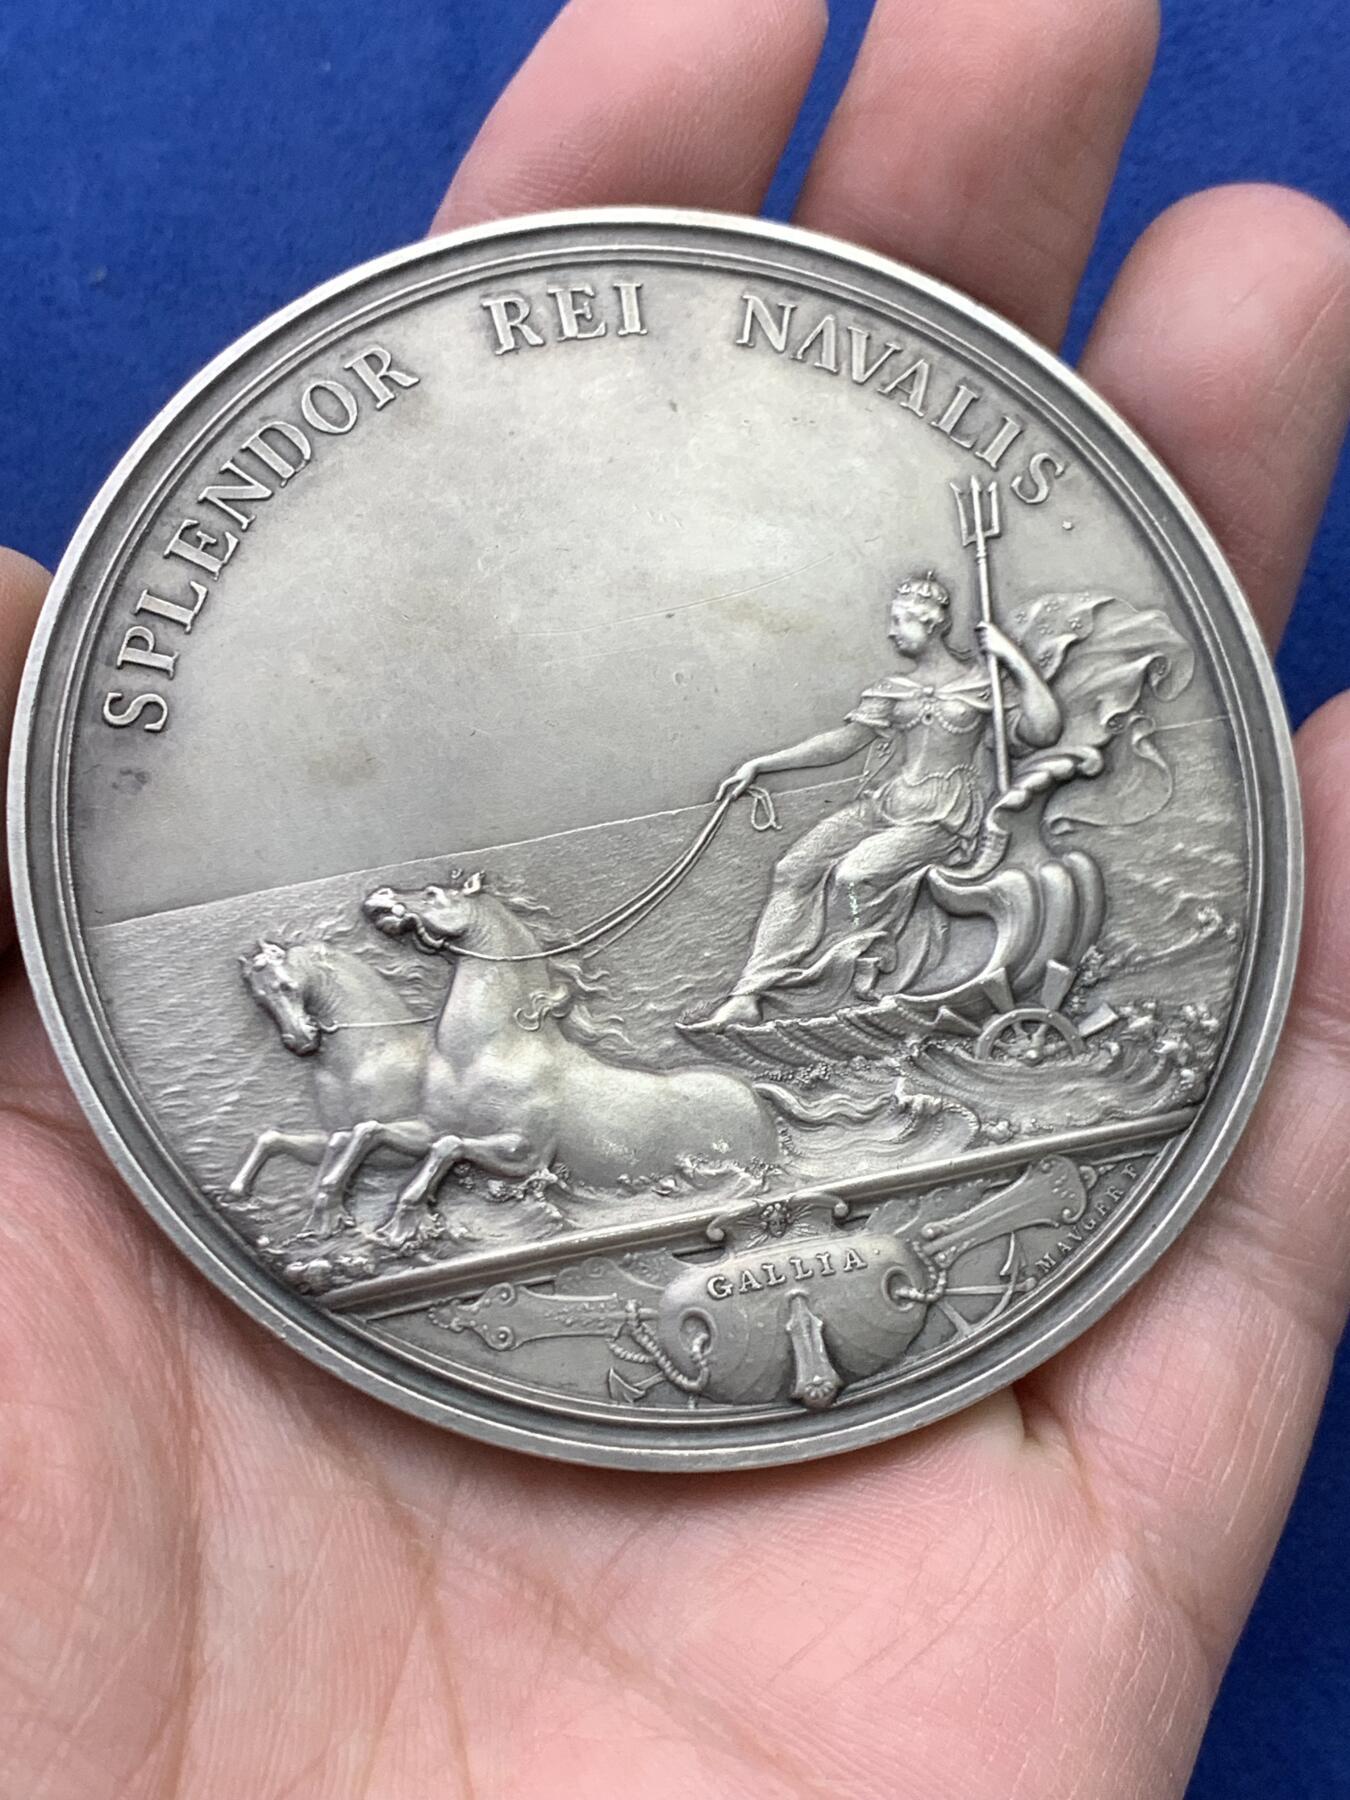 SPLENDOR REI NAVALIS.
GALLIA.
MAVGER F